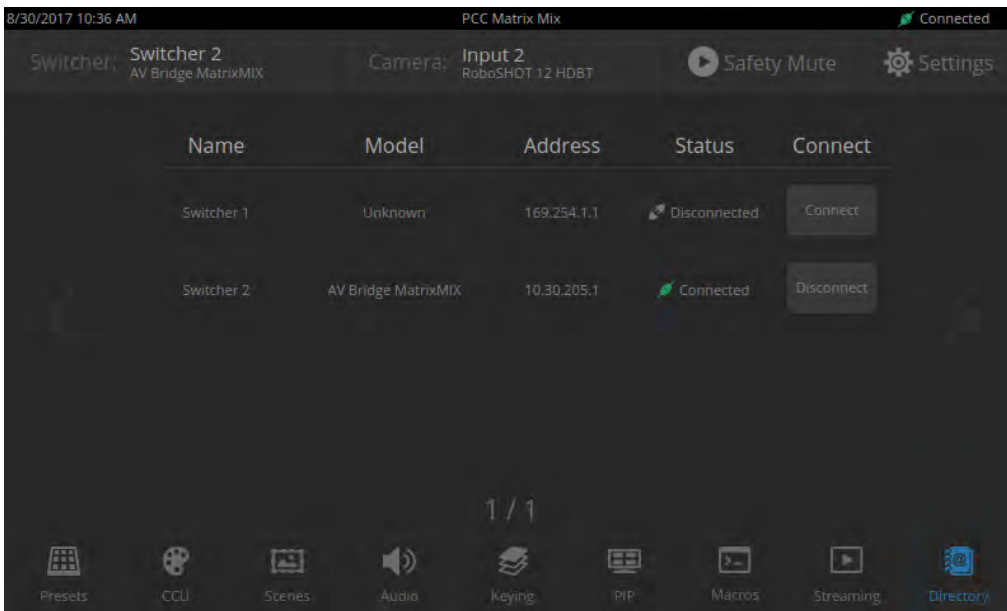 8/30/2017 10:36 AM PCC Matrix Mix Connected
Switcher: Switcher 2 Camera: Input 2 Safety Mute Settings
AV Bridge MatrixMIX RoboSHOT 12 HDBT
Name Model Address Status Connect
Switcher 1 Unknown 169.254.1.1 Disconnected Connect
Switcher 2 AV Bridge MatrixMIX 10.30.205.1 Connected Disconnect
1 / 1
Presets CCU Scenes Audio Keying PIP Macros Streaming Directory